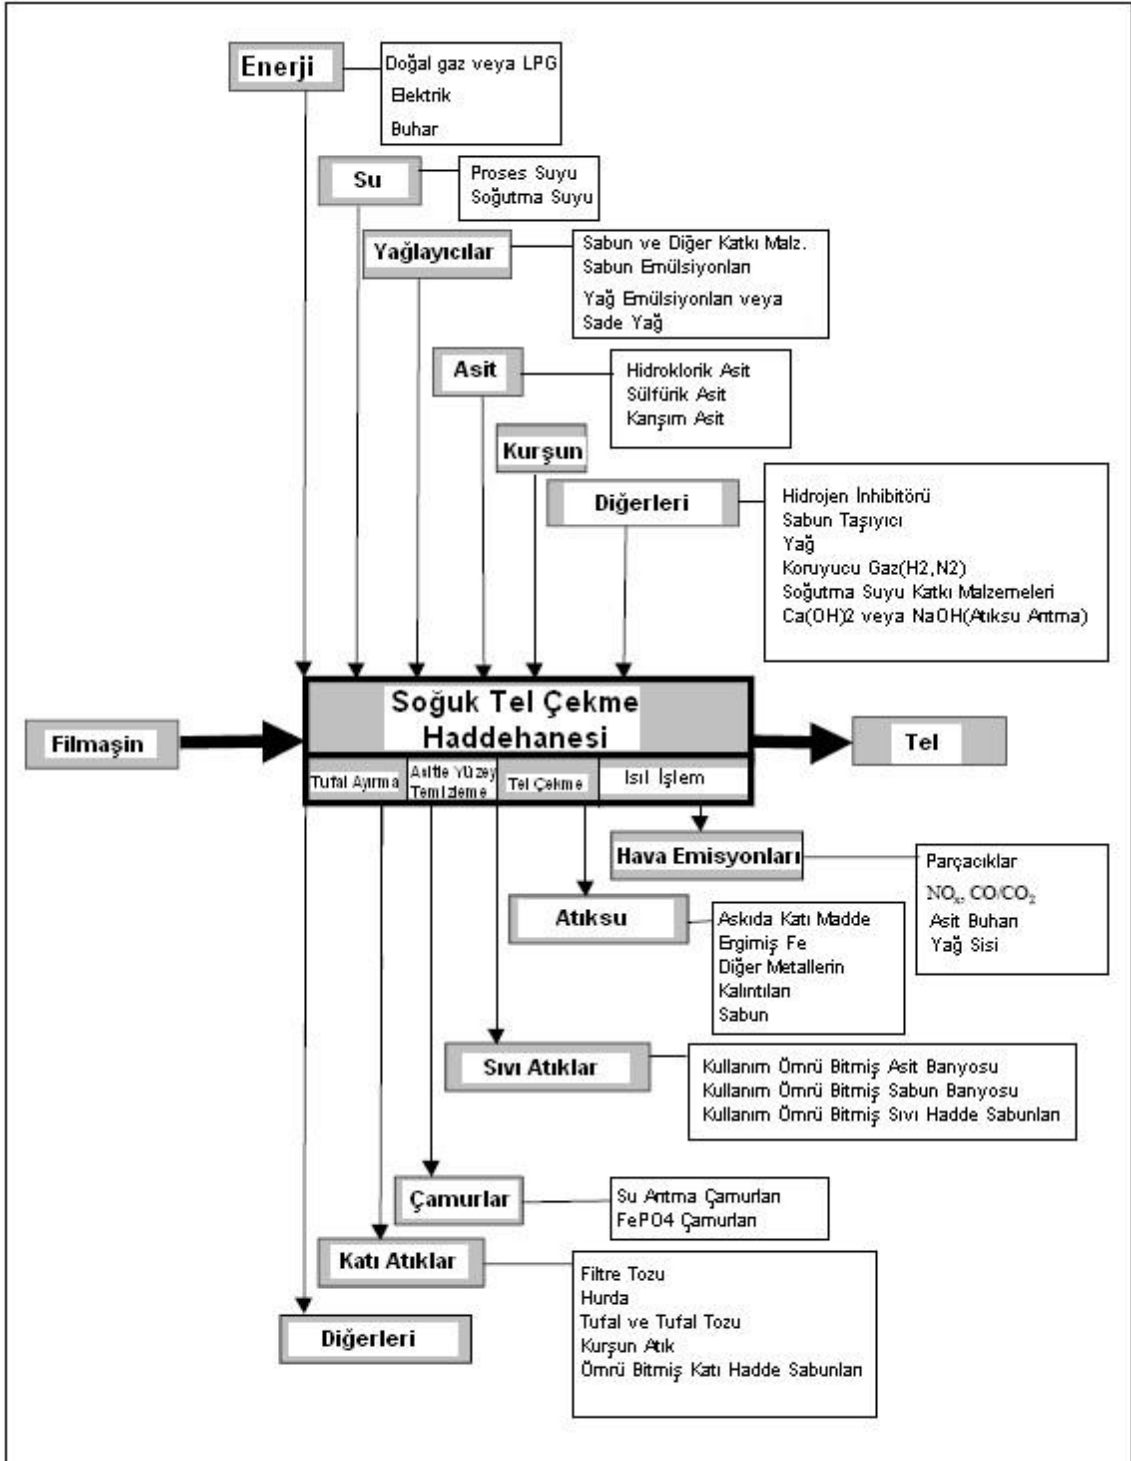 Enerji
Doğal gaz veya LPG
Elektrik
Buhar
Su
Proses Suyu
Soğutma Suyu
Yağlayıcılar
Sabun ve Diğer Katkı Malz.
Sabun Emülsiyonları
Yağ Emülsiyonları veya
Sade Yağ
Asit
Hidroklorik Asit
Sülfürik Asit
Karışım Asit
Kurşun
Diğerleri
Hidrojen İnhibitörü
Sabun Taşıyıcı
Yağ
Koruyucu Gaz(H2,N2)
Soğutma Suyu Katkı Malzemeleri
Ca(OH)2 veya NaOH(Atıksu Arıtma)
Filmaşin
Soğuk Tel Çekme
Haddehanesi
Tel
Tufal Ayırma
Asitle Yüzey
Temizleme
Tel Çekme
Isıl İşlem
Hava Emisyonları
Parçacıklar
NOₓ, CO/CO₂
Asit Buharı
Yağ Sisi
Atıksu
Askıda Katı Madde
Ergimiş Fe
Diğer Metallerin
Kalıntıları
Sabun
Sıvı Atıklar
Kullanım Ömrü Bitmiş Asit Banyosu
Kullanım Ömrü Bitmiş Sabun Banyosu
Kullanım Ömrü Bitmiş Sıvı Hadde Sabunları
Çamurlar
Su Arıtma Çamurları
FePO4 Çamurları
Katı Atıklar
Filtre Tozu
Hurda
Tufal ve Tufal Tozu
Kurşun Atık
Ömrü Bitmiş Katı Hadde Sabunları
Diğerleri